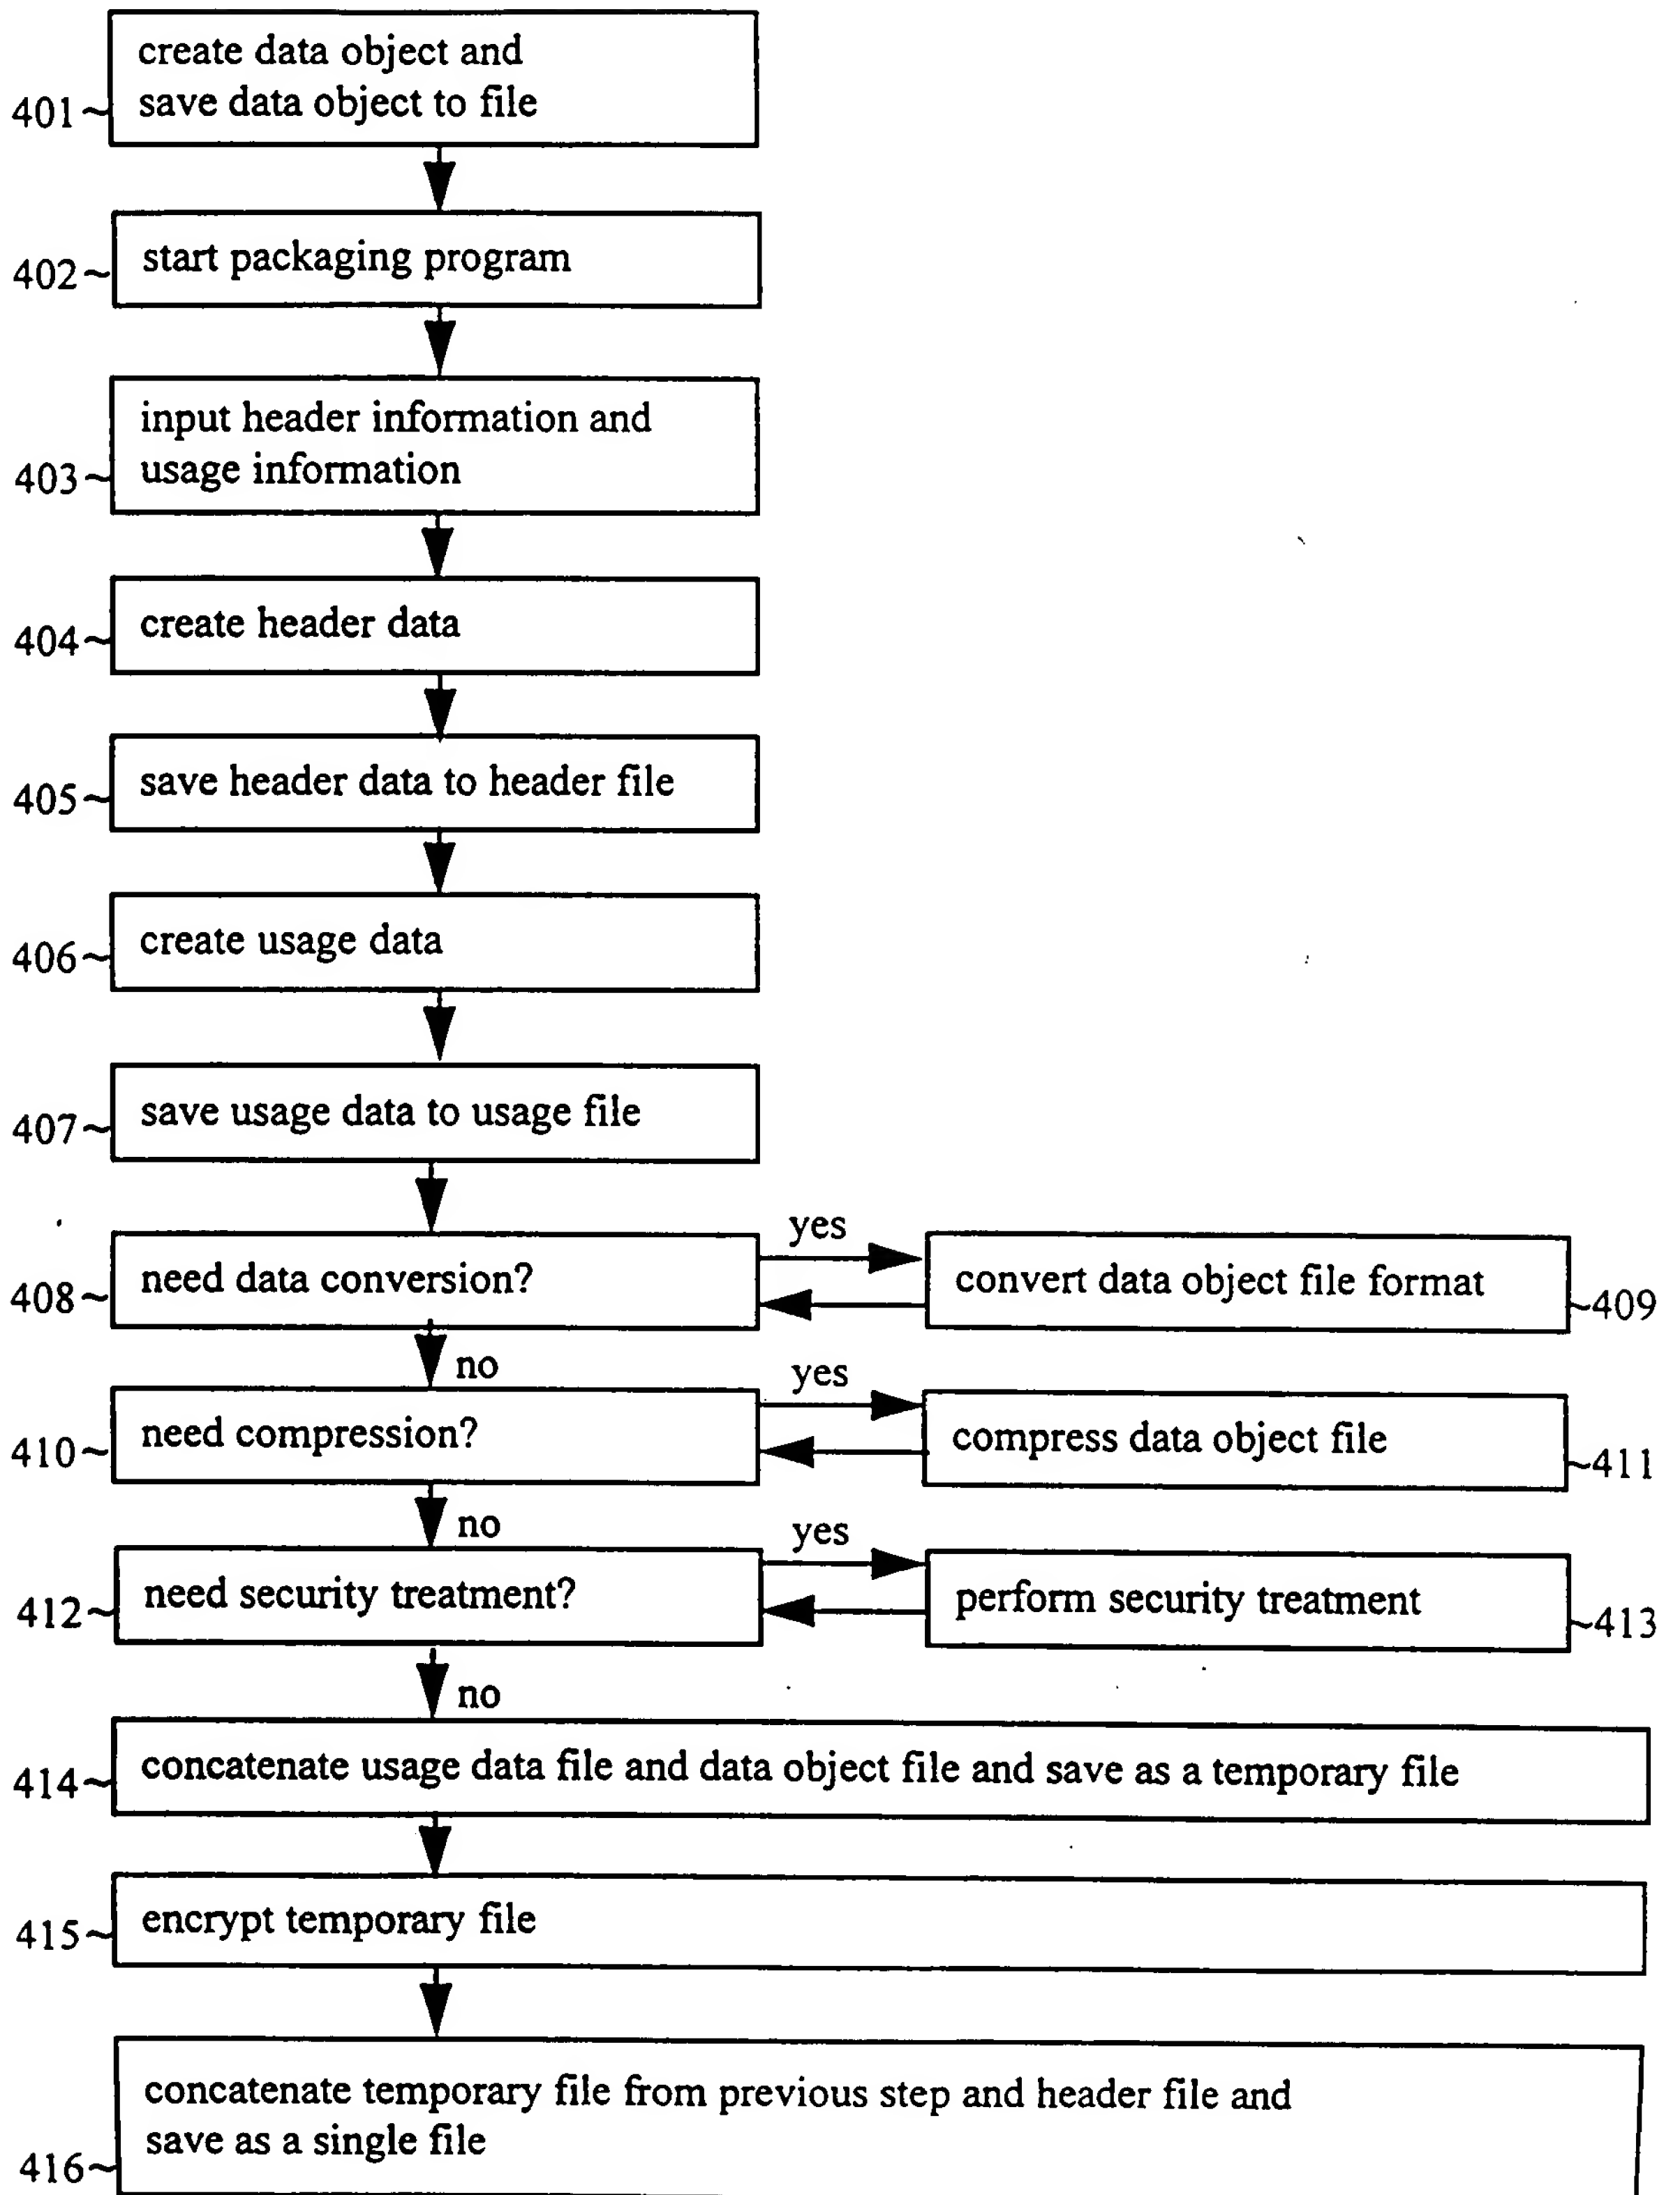 create data object and
save data object to file
401
start packaging program
402
input header information and
usage information
403
create header data
404
save header data to header file
405
create usage data
406
save usage data to usage file
407
yes
need data conversion?
convert data object file format
408
409
no
yes
need compression?
compress data object file
410
411
no
yes
need security treatment?
perform security treatment
412
413
no
concatenate usage data file and data object file and save as a temporary file
414
encrypt temporary file
415
concatenate temporary file from previous step and header file and
save as a single file
416